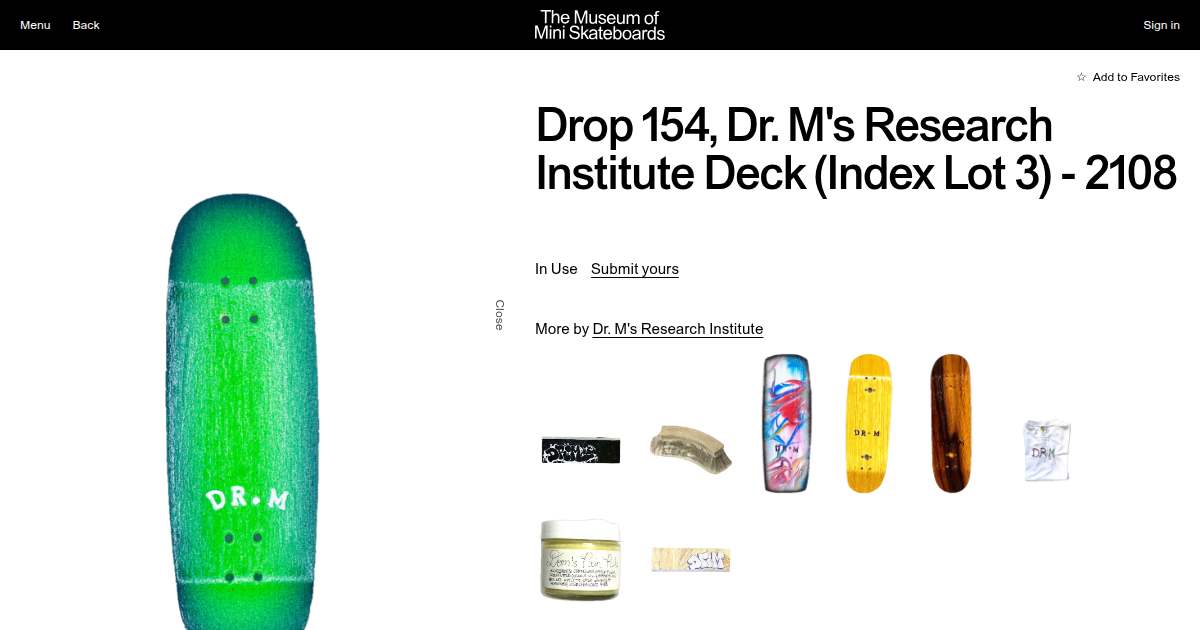 Menu Back
The Museum of
Mini Skateboards
Sign in
☆ Add to Favorites
Drop 154, Dr. M's Research
Institute Deck (Index Lot 3) - 2108
In Use Submit yours
Close
More by Dr. M's Research Institute
DR.M
DR.M
DR.M